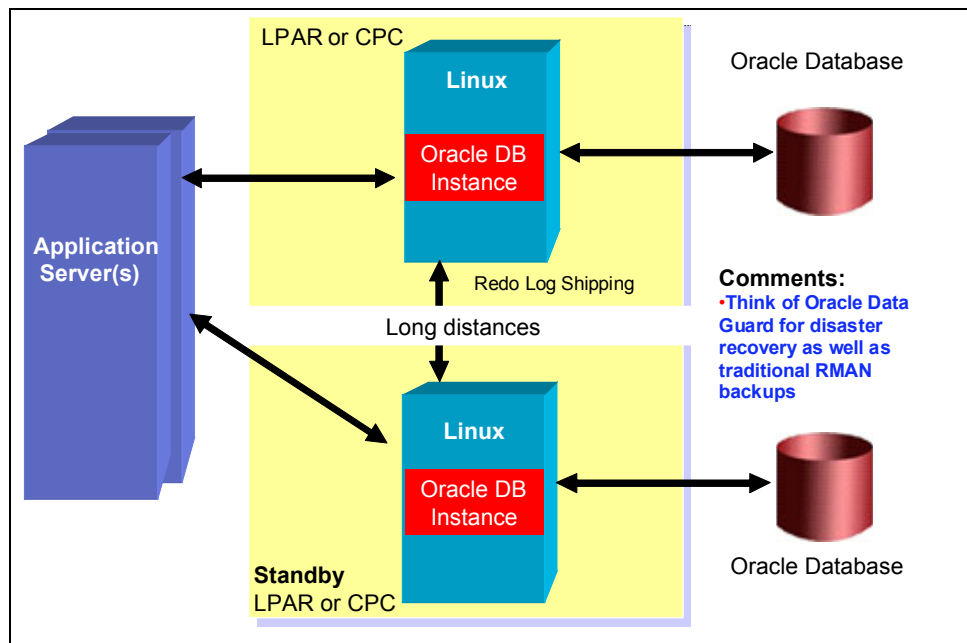 LPAR or CPC
Oracle Database
Linux
Oracle DB
Instance
Application
Server(s)
Redo Log Shipping
Comments:
•Think of Oracle Data
Guard for disaster
recovery as well as
traditional RMAN
backups
Long distances
Linux
Oracle DB
Instance
Oracle Database
Standby
LPAR or CPC